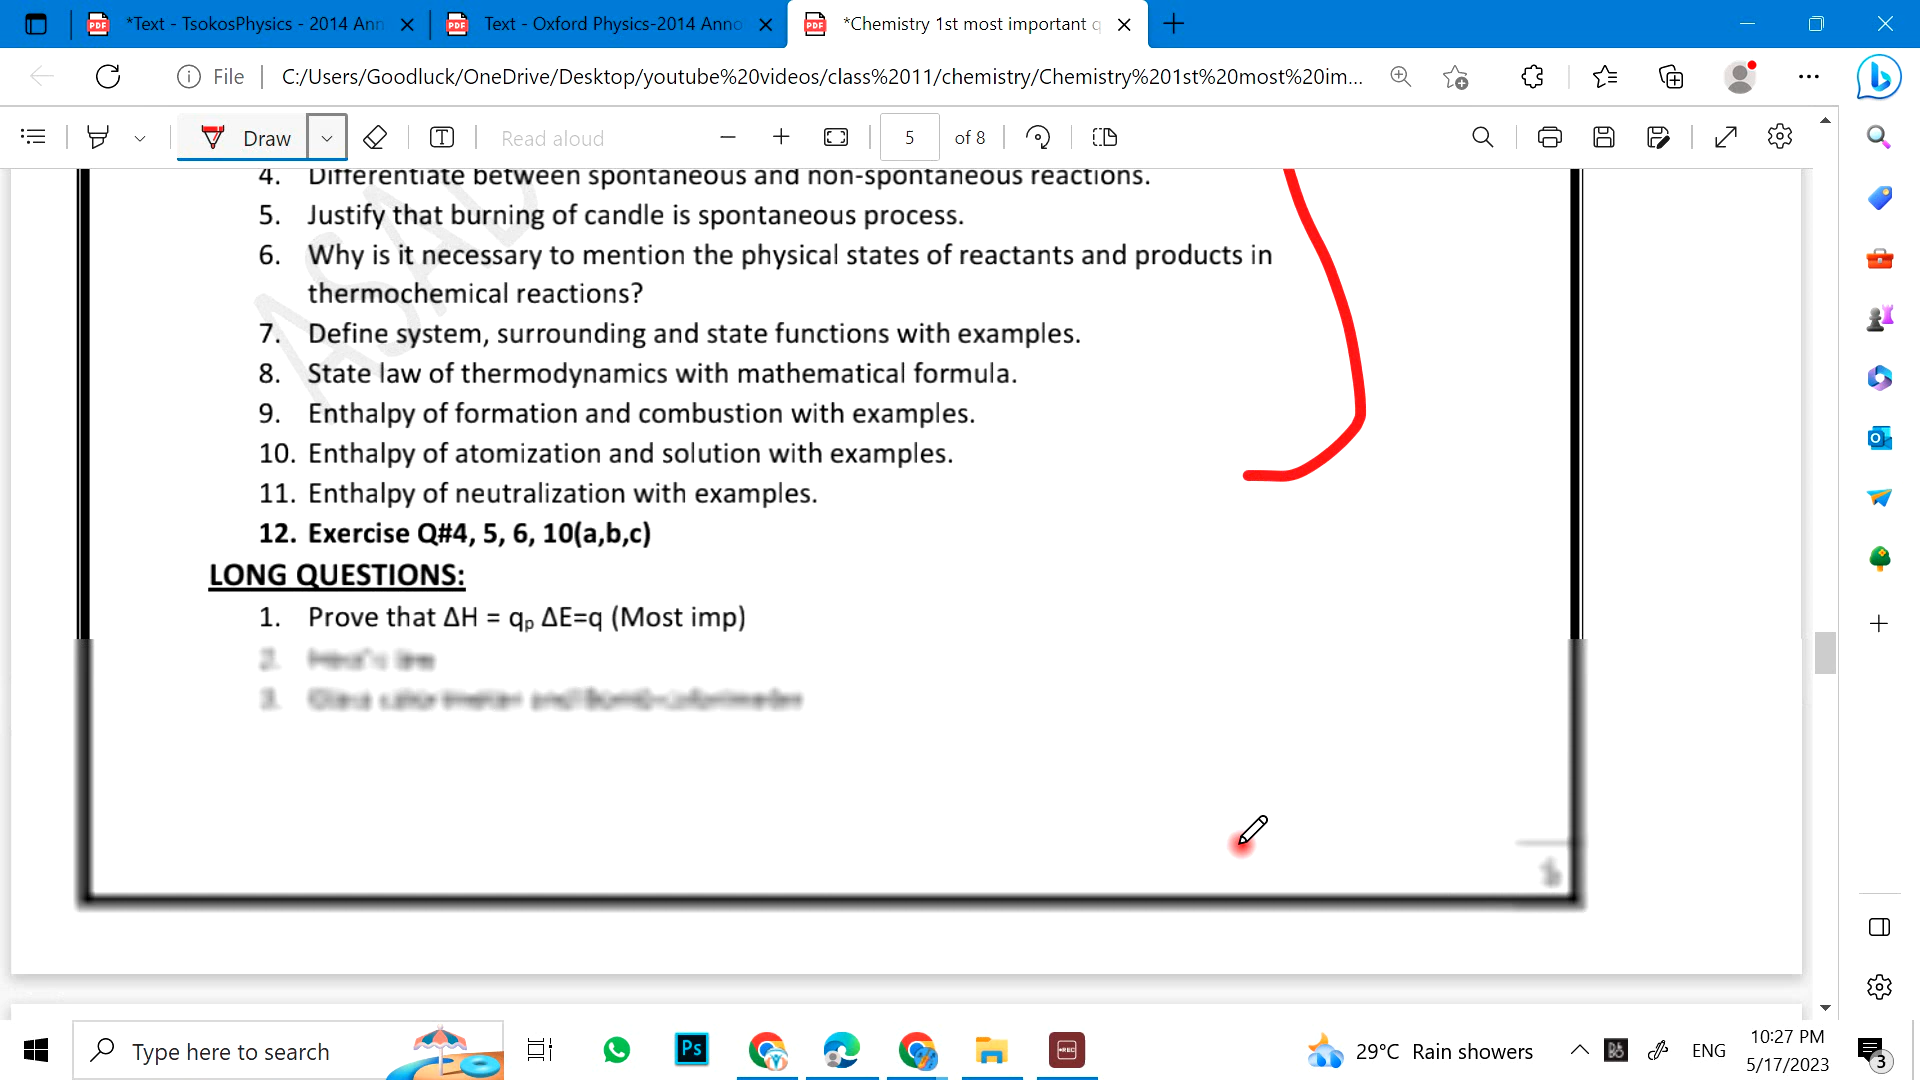 *Text - TsokosPhysics - 2014 Ann
Text - Oxford Physics-2014 Anno
*Chemistry 1st most important q
File
C:/Users/Goodluck/OneDrive/Desktop/youtube%20videos/class%2011/chemistry/Chemistry%201st%20most%20im...
Draw
Read aloud
5 of 8
4. Differentiate between spontaneous and non-spontaneous reactions.
5. Justify that burning of candle is spontaneous process.
6. Why is it necessary to mention the physical states of reactants and products in
thermochemical reactions?
7. Define system, surrounding and state functions with examples.
8. State law of thermodynamics with mathematical formula.
9. Enthalpy of formation and combustion with examples.
10. Enthalpy of atomization and solution with examples.
11. Enthalpy of neutralization with examples.
12. Exercise Q#4, 5, 6, 10(a,b,c)
LONG QUESTIONS:
1. Prove that ΔH = qₚ ΔE=q (Most imp)
2.
3.
ASAD
Type here to search
Ps
REC
29°C Rain showers
ENG
10:27 PM
5/17/2023
3